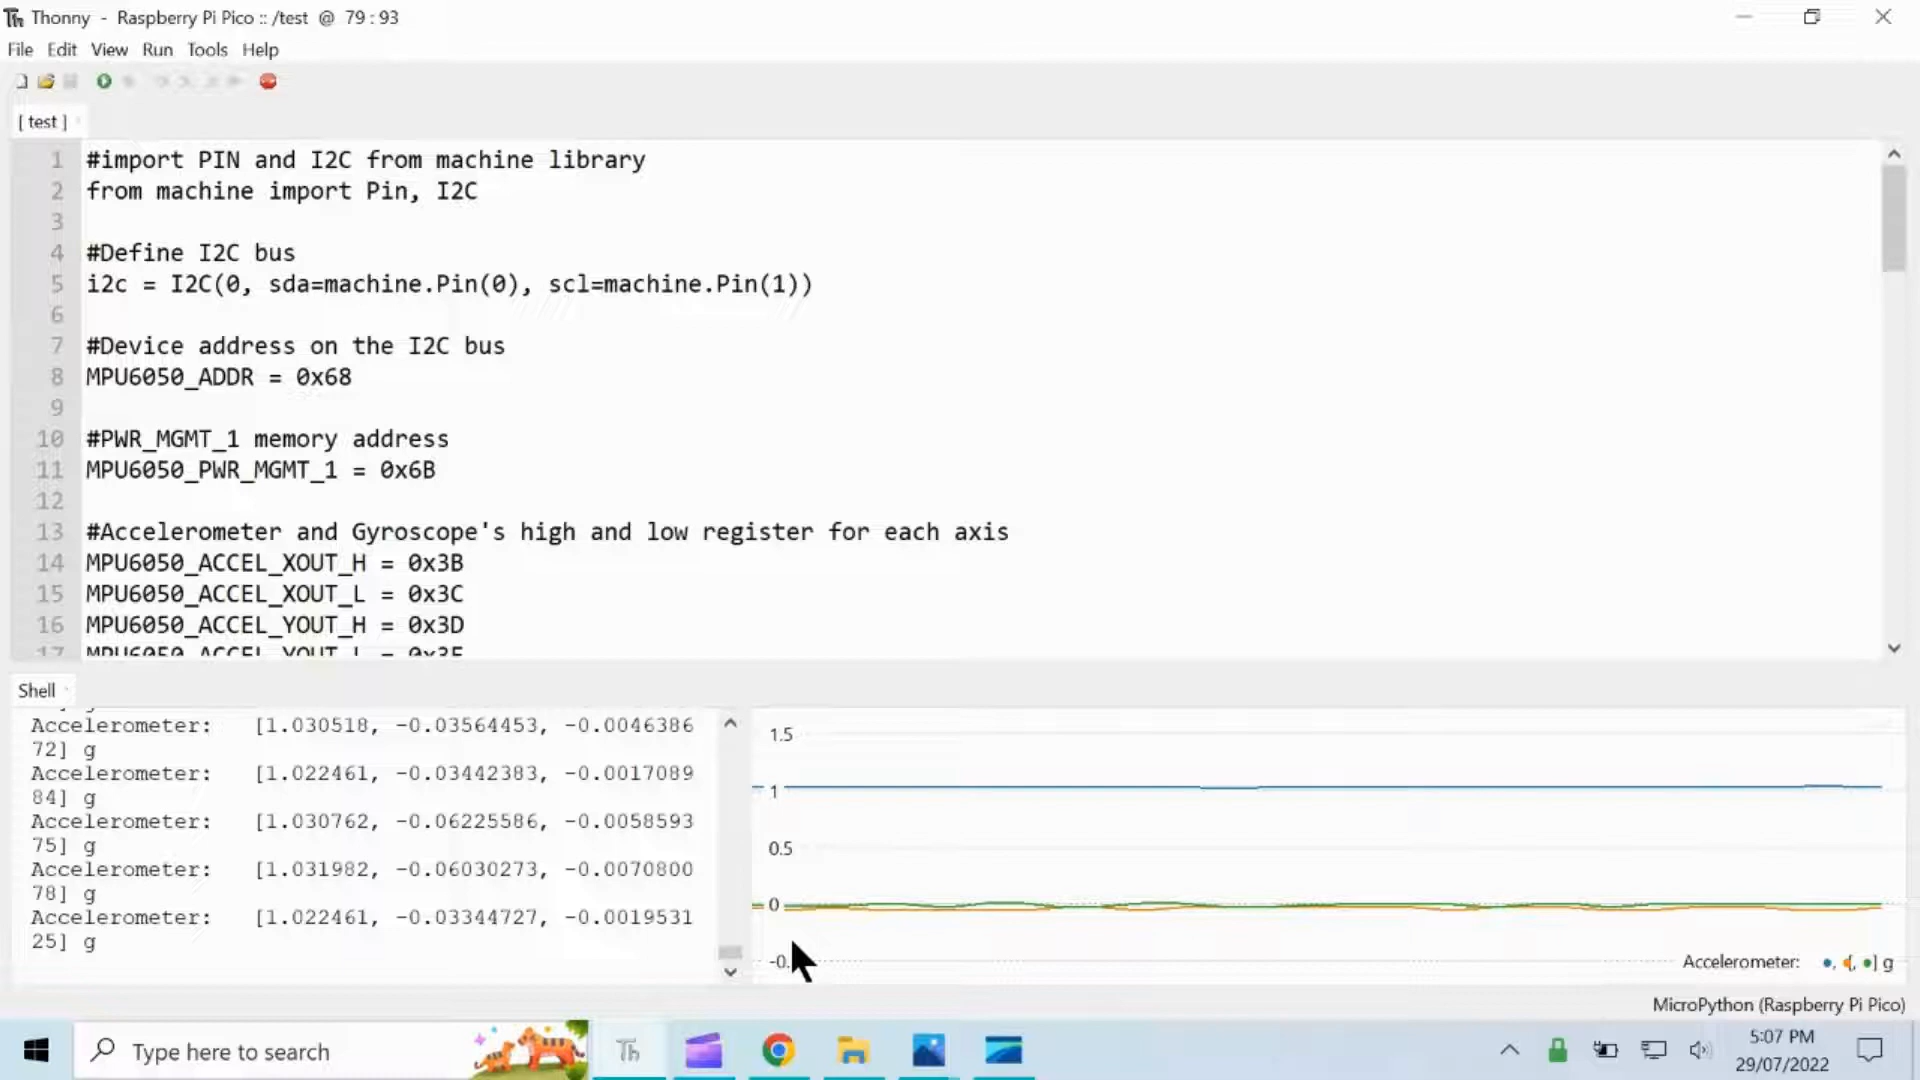 Thonny - Raspberry Pi Pico :: /test @ 79 : 93
File Edit View Run Tools Help
[ test ]
1 #import PIN and I2C from machine library
2 from machine import Pin, I2C
3
4 #Define I2C bus
5 i2c = I2C(0, sda=machine.Pin(0), scl=machine.Pin(1))
6
7 #Device address on the I2C bus
8 MPU6050_ADDR = 0x68
9
10 #PWR_MGMT_1 memory address
11 MPU6050_PWR_MGMT_1 = 0x6B
12
13 #Accelerometer and Gyroscope's high and low register for each axis
14 MPU6050_ACCEL_XOUT_H = 0x3B
15 MPU6050_ACCEL_XOUT_L = 0x3C
16 MPU6050_ACCEL_YOUT_H = 0x3D
17 MPU6050_ACCEL_YOUT_L = 0x3E
Shell
Accelerometer: [1.030518, -0.03564453, -0.0046386
72] g
Accelerometer: [1.022461, -0.03442383, -0.0017089
84] g
Accelerometer: [1.030762, -0.06225586, -0.0058593
75] g
Accelerometer: [1.031982, -0.06030273, -0.0070800
78] g
Accelerometer: [1.022461, -0.03344727, -0.0019531
25] g
1.5
1
0.5
0
Accelerometer: , [, ] g
MicroPython (Raspberry Pi Pico)
Type here to search
Th
5:07 PM
29/07/2022